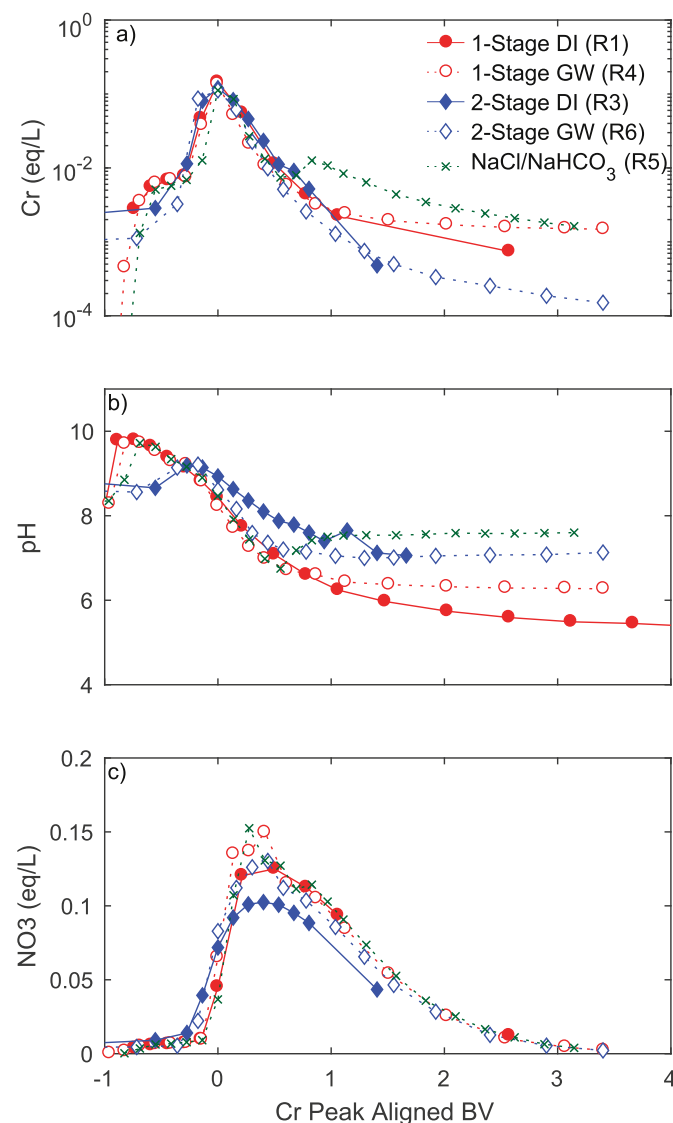 a)
10⁰
10⁻²
10⁻⁴
Cr (eq/L)
1-Stage DI (R1)
1-Stage GW (R4)
2-Stage DI (R3)
2-Stage GW (R6)
NaCl/NaHCO₃ (R5)
b)
10
8
6
4
pH
c)
0.2
0.15
0.1
0.05
0
NO3 (eq/L)
-1 0 1 2 3 4
Cr Peak Aligned BV